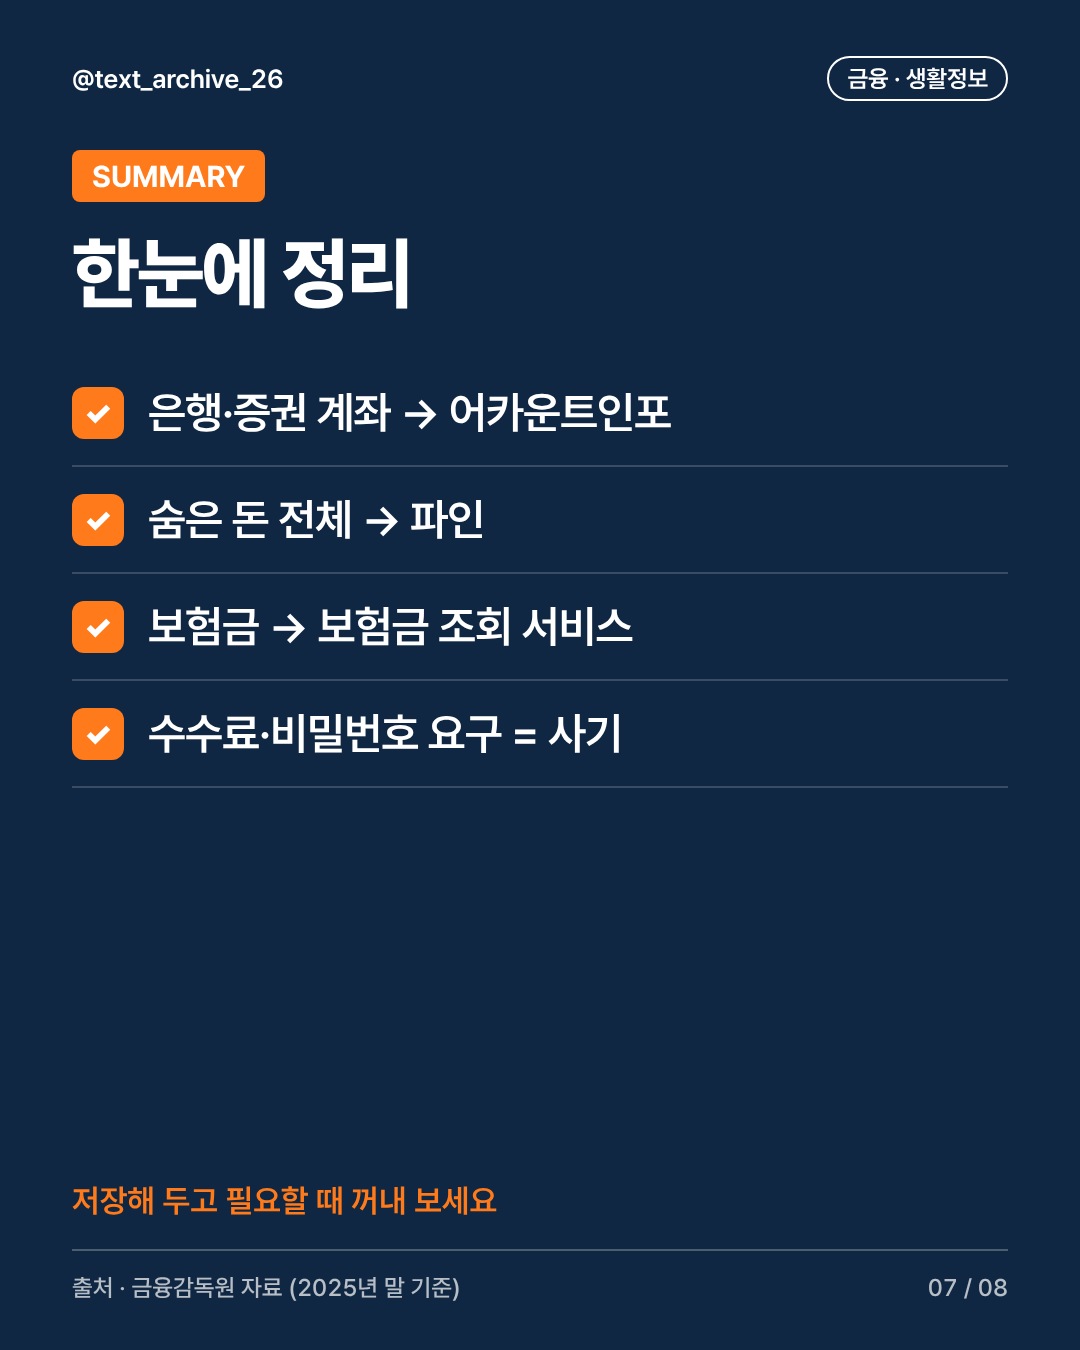 @text_archive_26
금융 · 생활정보
SUMMARY
한눈에 정리
은행·증권 계좌 → 어카운트인포
숨은 돈 전체 → 파인
보험금 → 보험금 조회 서비스
수수료·비밀번호 요구 = 사기
저장해 두고 필요할 때 꺼내 보세요
출처 · 금융감독원 자료 (2025년 말 기준)
07 / 08